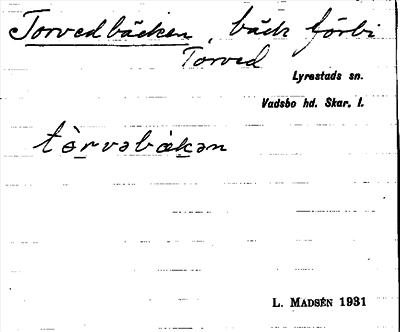 Torvedbäcken, bäck förbi
Torved
Lyrestads sn.
Vadsbo hd. Skar. l.
tòrvəbäkən
L. MADSÉN 1931